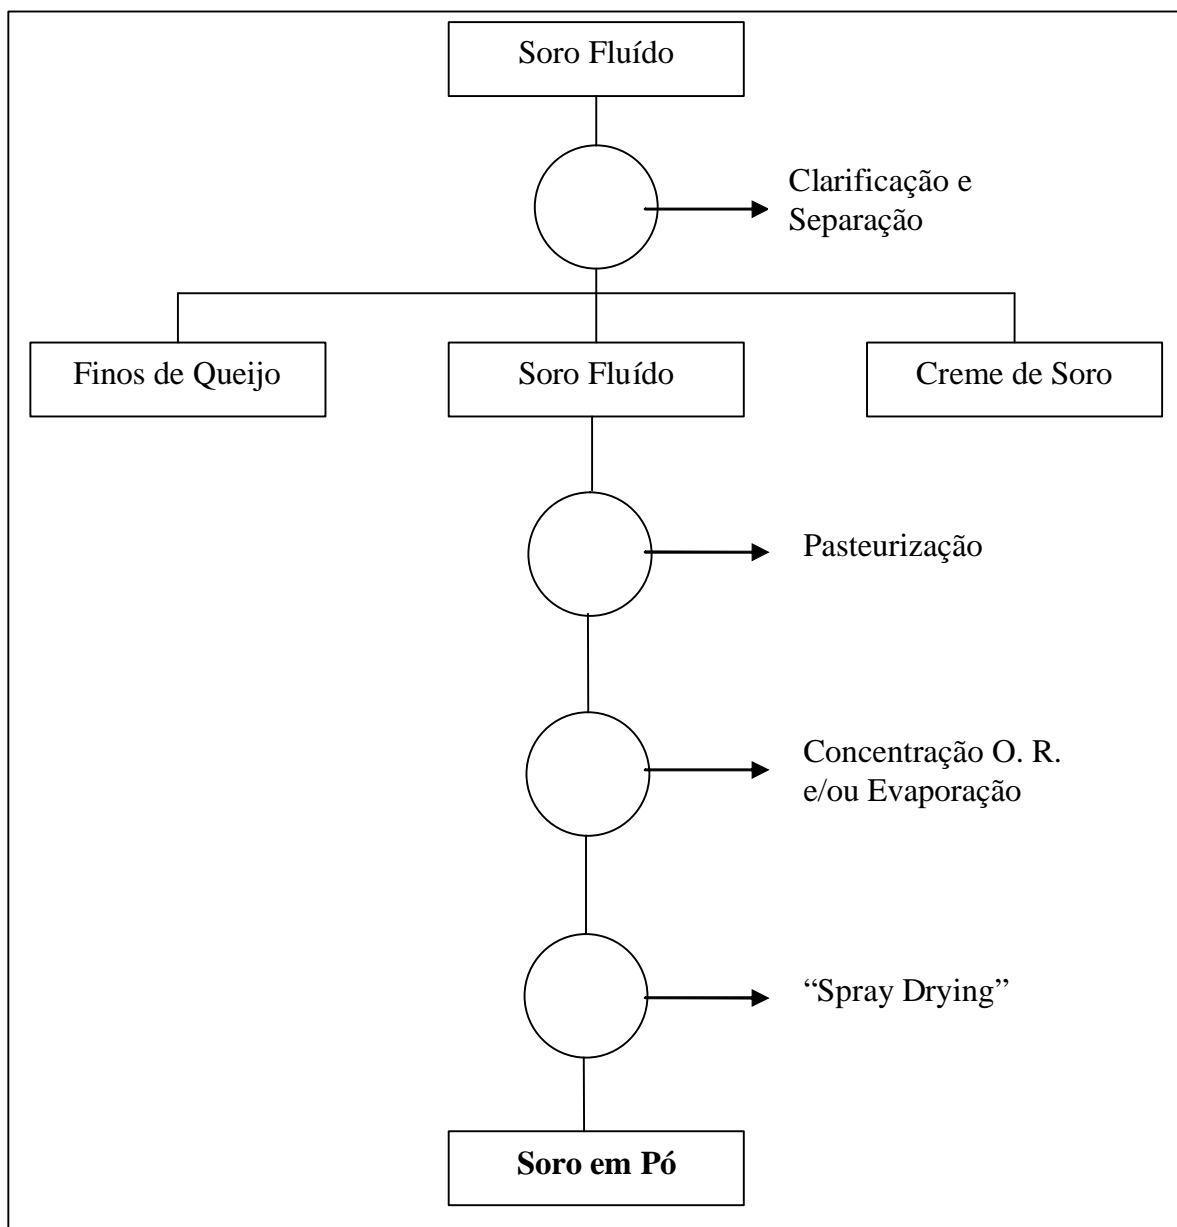 Soro Fluído
Clarificação e
Separação
Finos de Queijo
Soro Fluído
Creme de Soro
Pasteurização
Concentração O. R.
e/ou Evaporação
“Spray Drying”
Soro em Pó